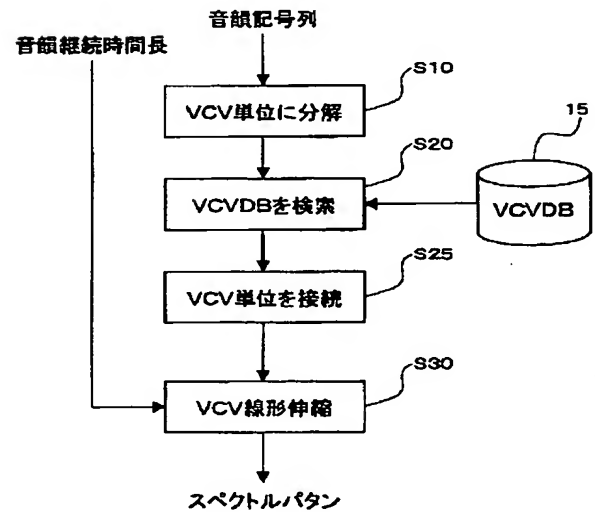 音韻記号列
音韻継続時間長
S10
VCV単位に分解
15
S20
VCVDBを検索
VCVDB
S25
VCV単位を接続
S30
VCV線形伸縮
スペクトルパタン